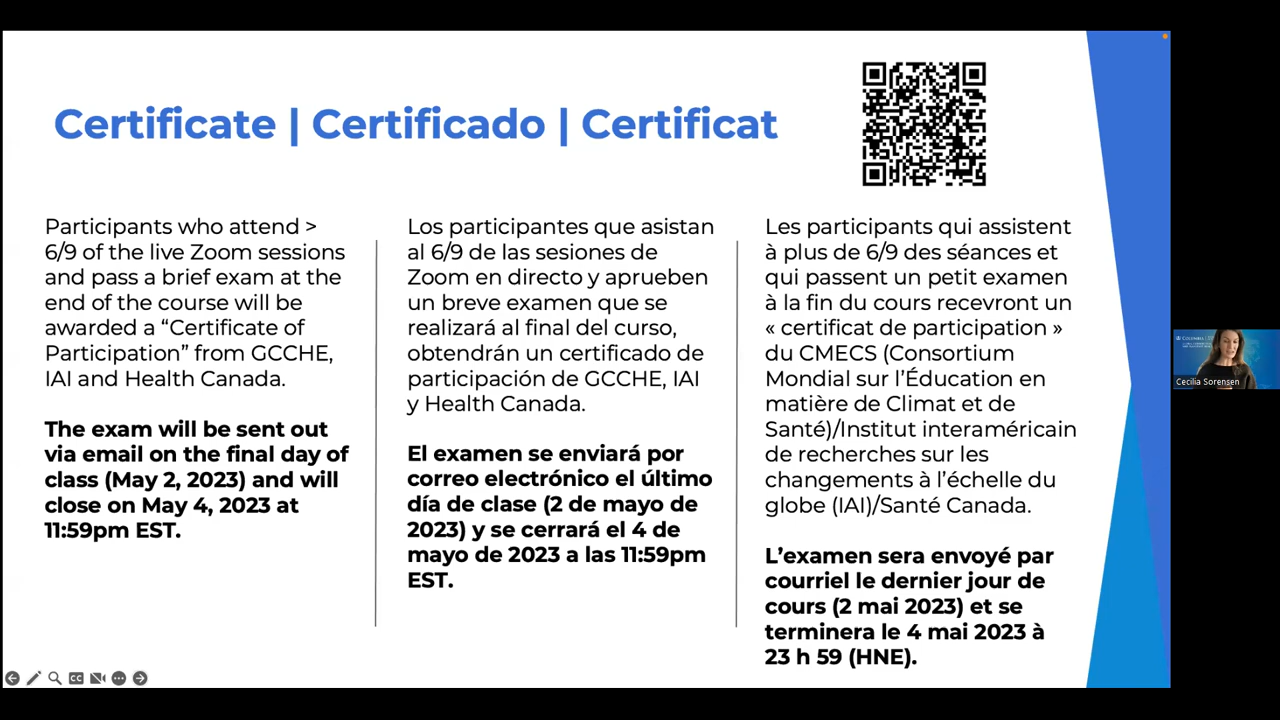 Certificate | Certificado | Certificat
Participants who attend >
6/9 of the live Zoom sessions
and pass a brief exam at the
end of the course will be
awarded a “Certificate of
Participation” from GCCHE,
IAI and Health Canada.
The exam will be sent out
via email on the final day of
class (May 2, 2023) and will
close on May 4, 2023 at
11:59pm EST.
Los participantes que asistan
al 6/9 de las sesiones de
Zoom en directo y aprueben
un breve examen que se
realizará al final del curso,
obtendrán un certificado de
participación de GCCHE, IAI
y Health Canada.
El examen se enviará por
correo electrónico el último
día de clase (2 de mayo de
2023) y se cerrará el 4 de
mayo de 2023 a las 11:59pm
EST.
Les participants qui assistent
à plus de 6/9 des séances et
qui passent un petit examen
à la fin du cours recevront un
« certificat de participation »
du CMECS (Consortium
Mondial sur l’Éducation en
matière de Climat et de
Santé)/Institut interaméricain
de recherches sur les
changements à l’échelle du
globe (IAI)/Santé Canada.
L’examen sera envoyé par
courriel le dernier jour de
cours (2 mai 2023) et se
terminera le 4 mai 2023 à
23 h 59 (HNE).
CC
Cecilia Sorensen